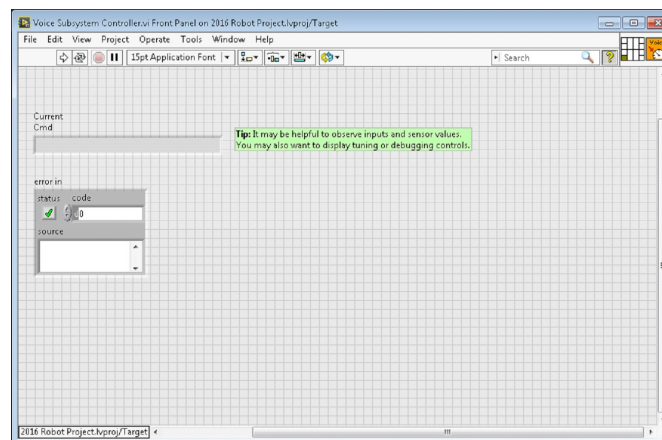 Voice Subsystem Controller.vi Front Panel on 2016 Robot Project.lvproj/Target
File Edit View Project Operate Tools Window Help
15pt Application Font
Search
?
Current
Cmd
Tip: It may be helpful to observe inputs and sensor values.
You may also want to display tuning or debugging controls.
error in
status code
0
source
2016 Robot Project.lvproj/Target